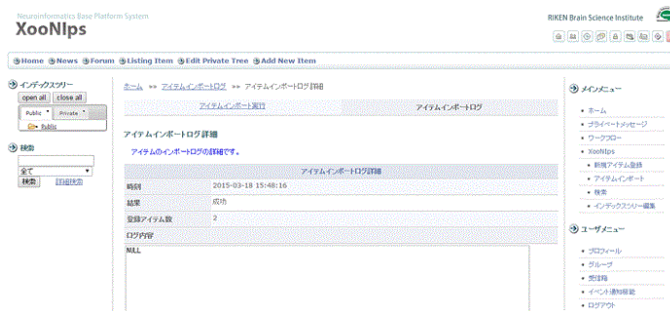 Neuroinformatics Base Platform System
XooNIps
RIKEN Brain Science Institute
Home News Forum Listing Item Edit Private Tree Add New Item
インデックスツリー
open all close all
Public Private
Public
検索
全て
検索 詳細検索
ホーム »» アイテムインポートログ »» アイテムインポートログ詳細
アイテムインポート実行 アイテムインポートログ
アイテムインポートログ詳細
アイテムのインポートログの詳細です。
アイテムインポートログ詳細
時刻 2015-03-18 15:48:16
結果 成功
登録アイテム数 2
ログ内容
NULL
メインメニュー
ホーム
プライベートメッセージ
ワークフロー
XooNIps
新規アイテム登録
アイテムインポート
検索
インデックスツリー編集
ユーザメニュー
プロフィール
グループ
受信箱
イベント通知機能
ログアウト